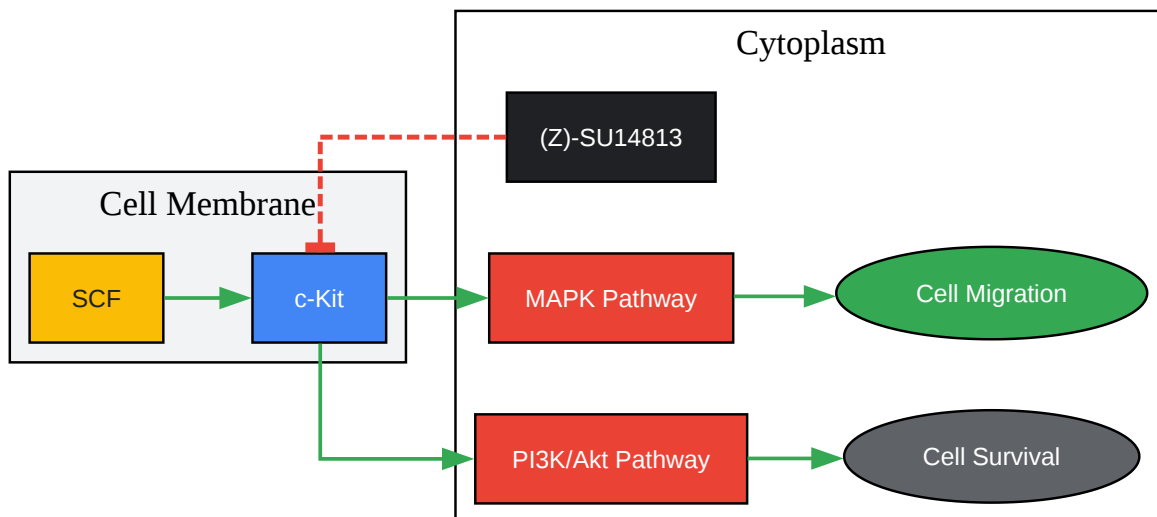 Cytoplasm
(Z)-SU14813
Cell Membrane
SCF
c-Kit
MAPK Pathway
Cell Migration
PI3K/Akt Pathway
Cell Survival